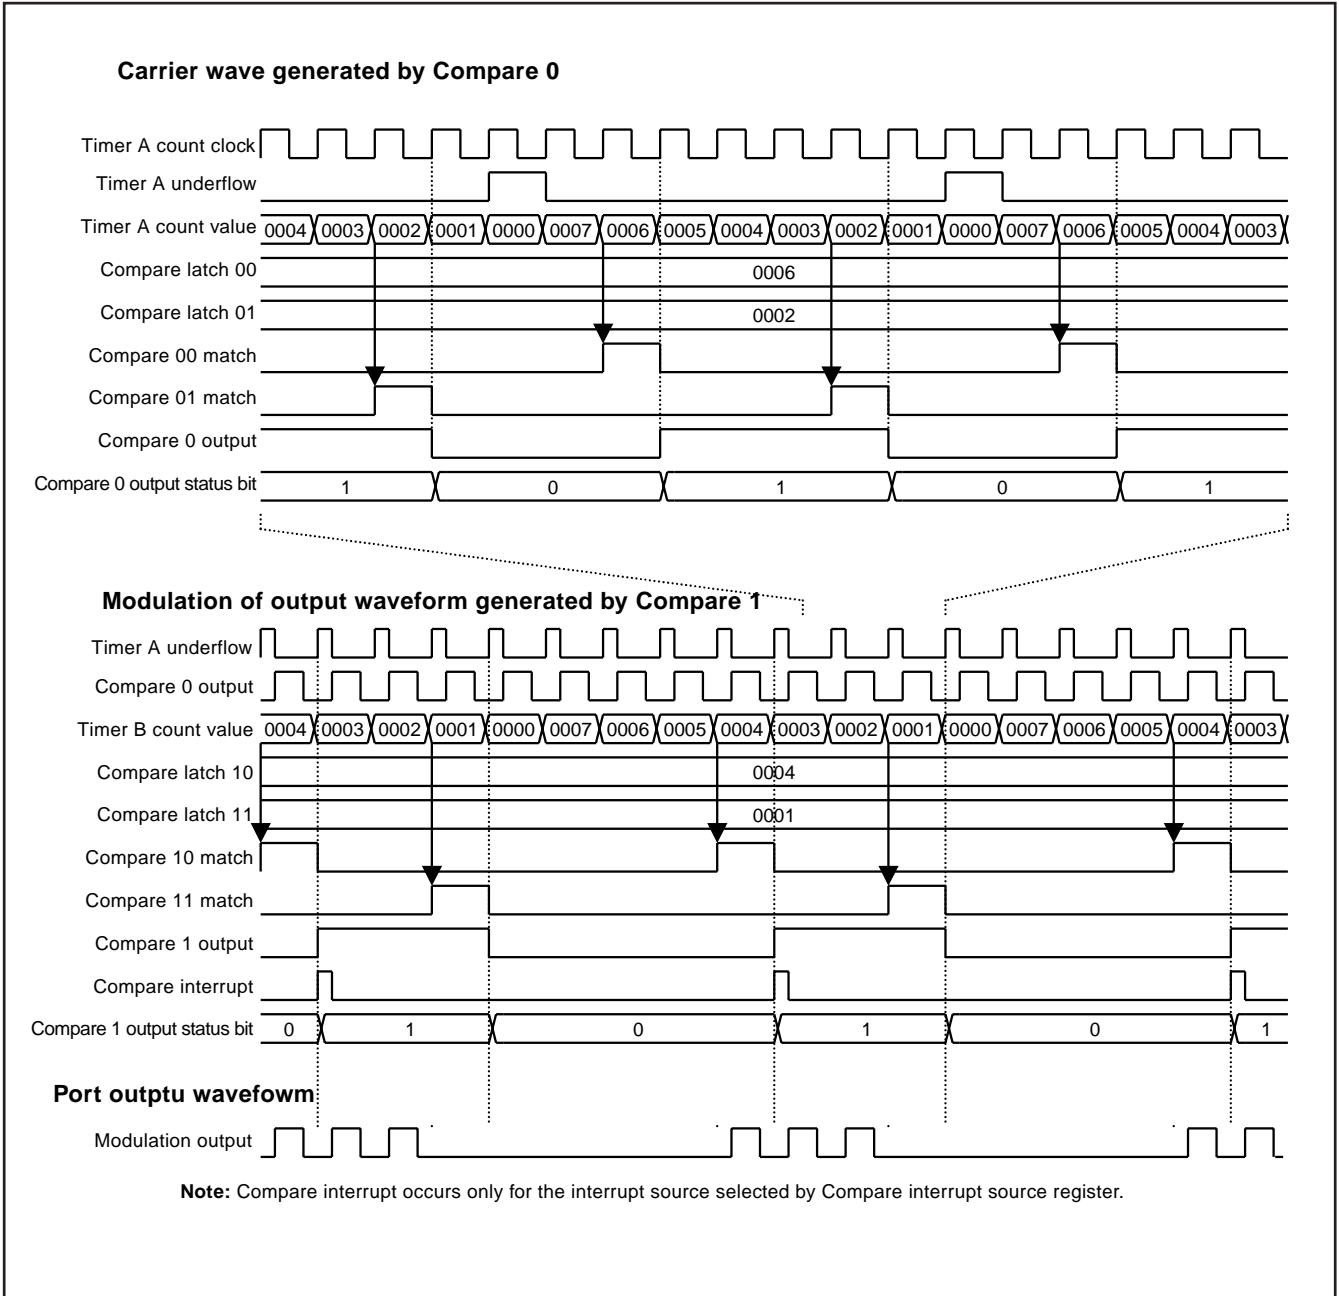 Carrier wave generated by Compare 0
Timer A count clock
Timer A underflow
Timer A count value 0004 0003 0002 0001 0000 0007 0006 0005 0004 0003 0002 0001 0000 0007 0006 0005 0004 0003
Compare latch 00 0006
Compare latch 01 0002
Compare 00 match
Compare 01 match
Compare 0 output
Compare 0 output status bit 1 0 1 0 1
Modulation of output waveform generated by Compare 1
Timer A underflow
Compare 0 output
Timer B count value 0004 0003 0002 0001 0000 0007 0006 0005 0004 0003 0002 0001 0000 0007 0006 0005 0004 0003
Compare latch 10 0004
Compare latch 11 0001
Compare 10 match
Compare 11 match
Compare 1 output
Compare interrupt
Compare 1 output status bit 0 1 0 1 0 1
Port outptu wavefowm
Modulation output
Note: Compare interrupt occurs only for the interrupt source selected by Compare interrupt source register.